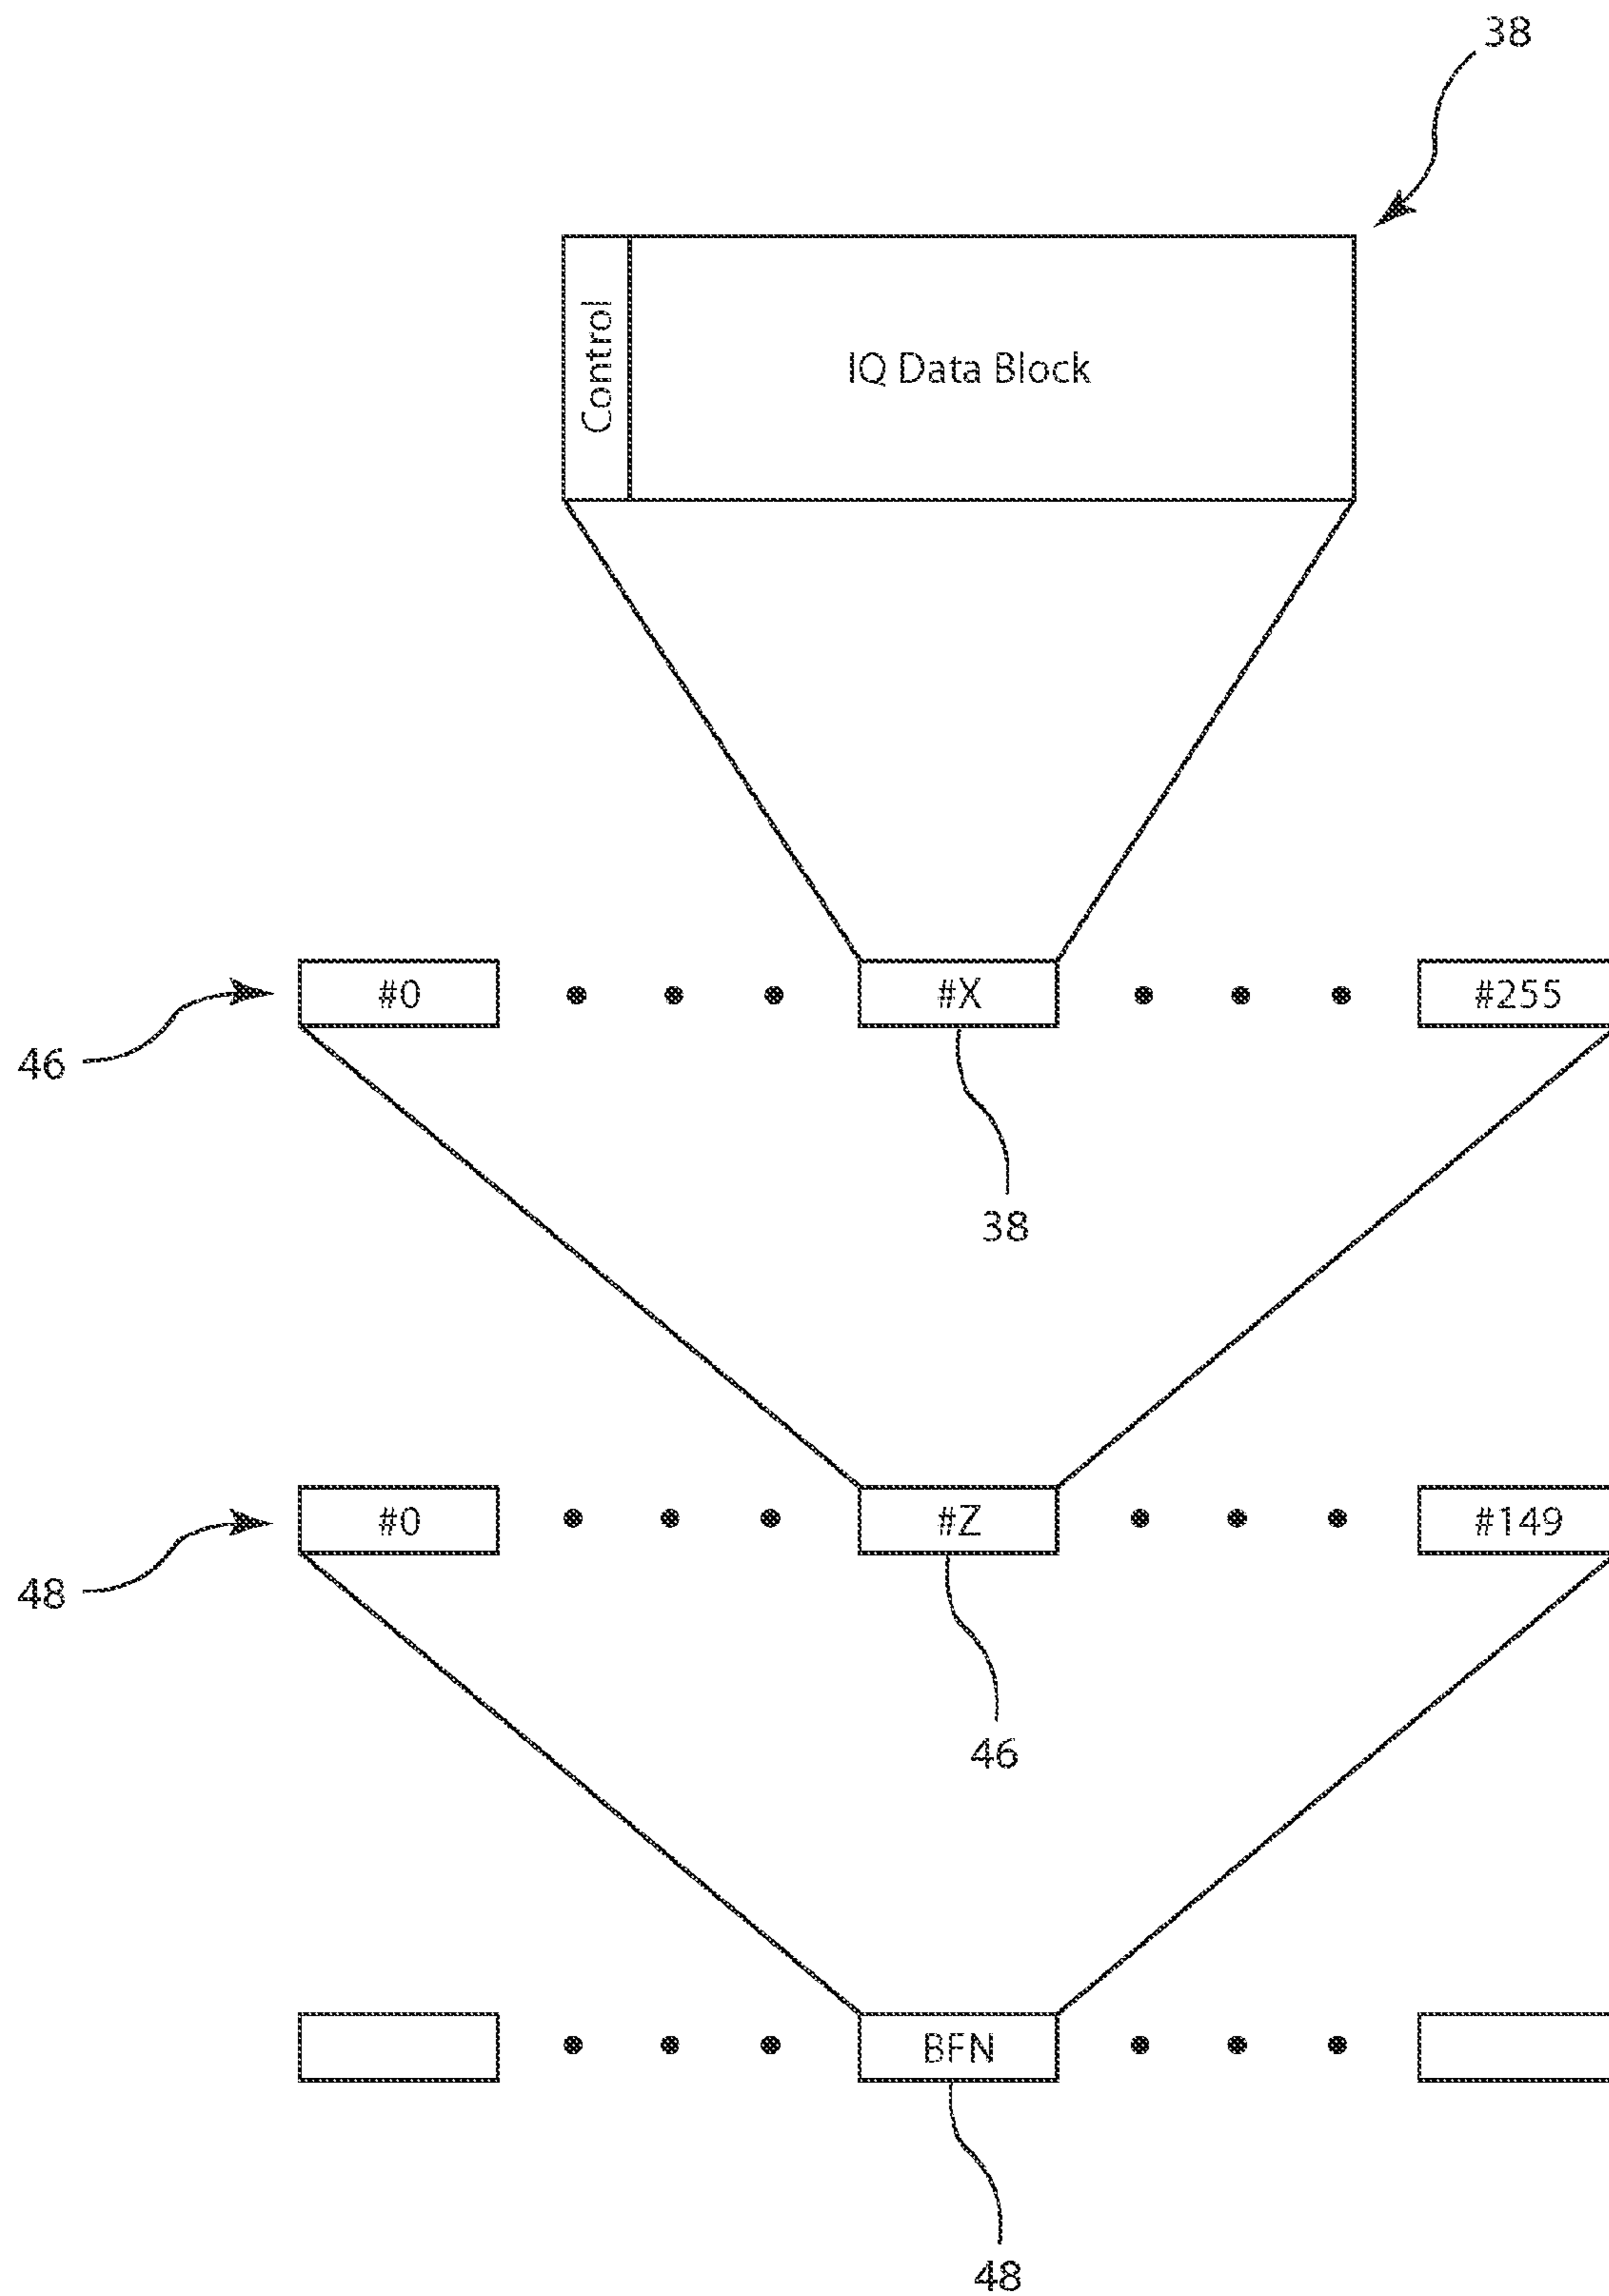 38
Control
IQ Data Block
#0 #X #255
46
38
#0 #Z #149
48
46
BFN
48